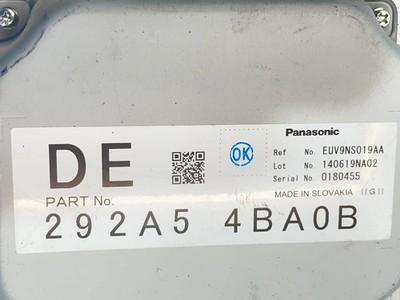 Panasonic
DE
OK
Ref No. EUV9NS019AA
Lot No. 140619NA02
Serial No 0180455
MADE IN SLOVAKIA IIGII
PART No.
292A5 4BA0B